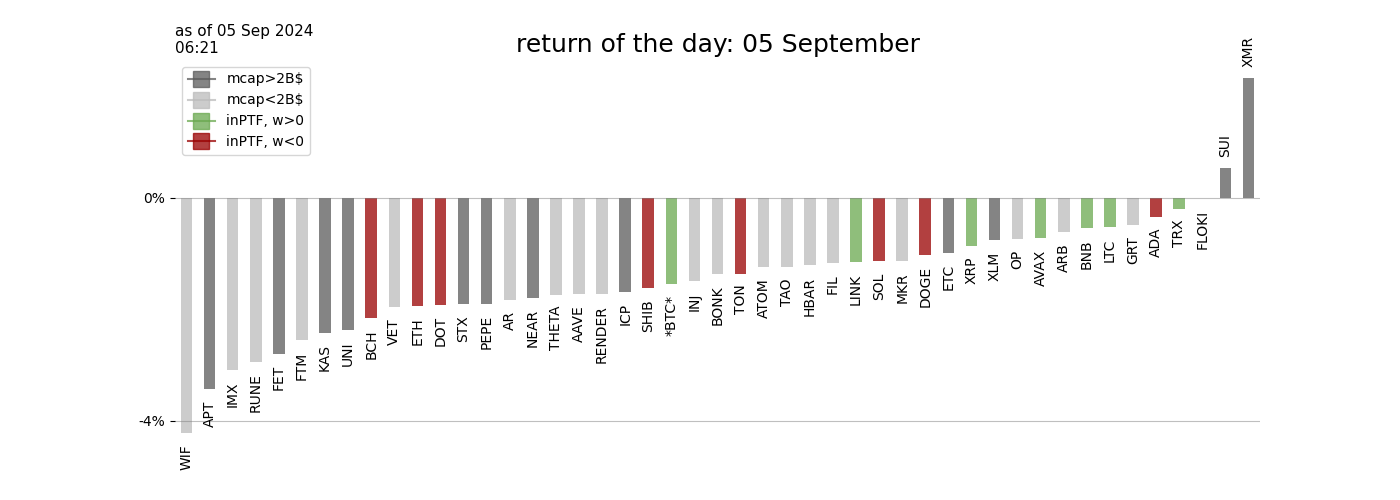 as of 05 Sep 2024
06:21
return of the day: 05 September
mcap>2B$
mcap<2B$
inPTF, w>0
inPTF, w<0
0%
-4%
WIF
APT
IMX
RUNE
FET
FTM
KAS
UNI
BCH
VET
ETH
DOT
STX
PEPE
AR
NEAR
THETA
AAVE
RENDER
ICP
SHIB
*BTC*
INJ
BONK
TON
ATOM
TAO
HBAR
FIL
LINK
SOL
MKR
DOGE
ETC
XRP
XLM
OP
AVAX
ARB
BNB
LTC
GRT
ADA
TRX
FLOKI
SUI
XMR